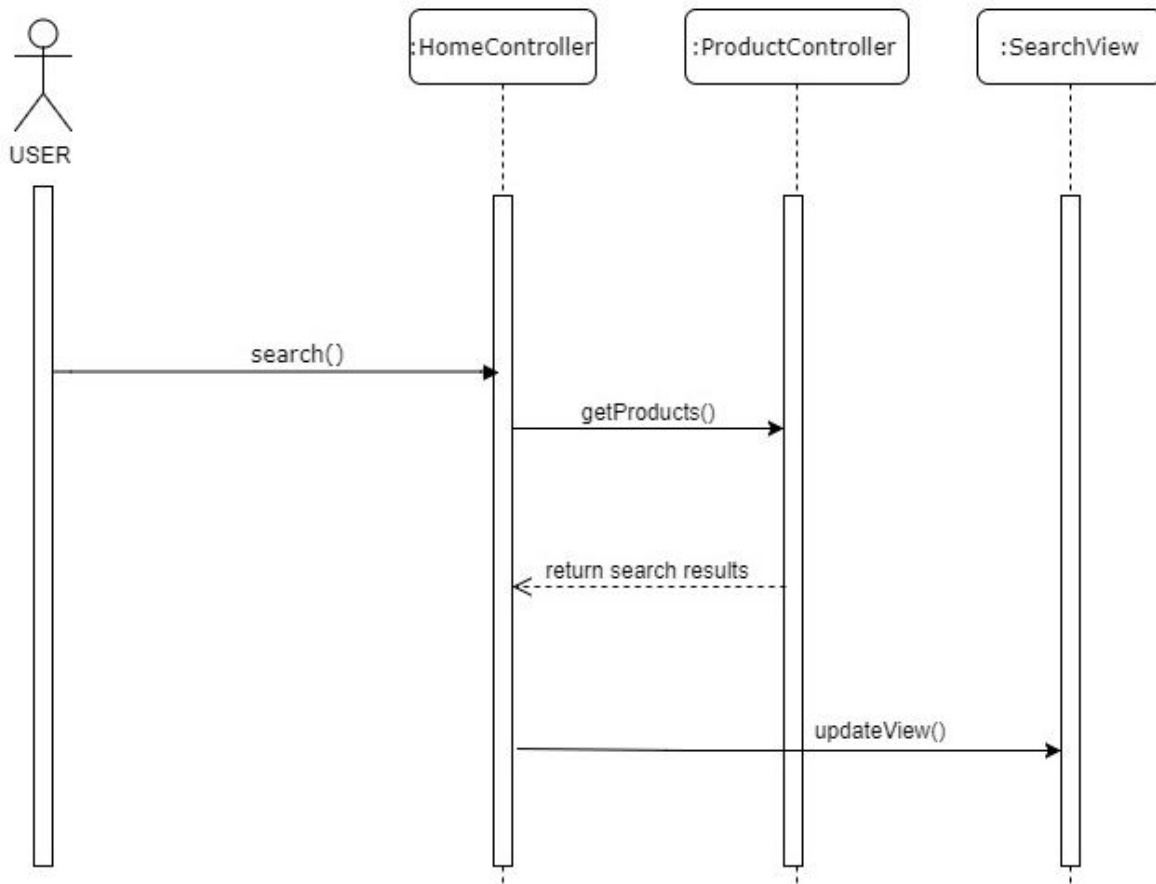 :HomeController
:ProductController
:SearchView
USER
search()
getProducts()
return search results
updateView()